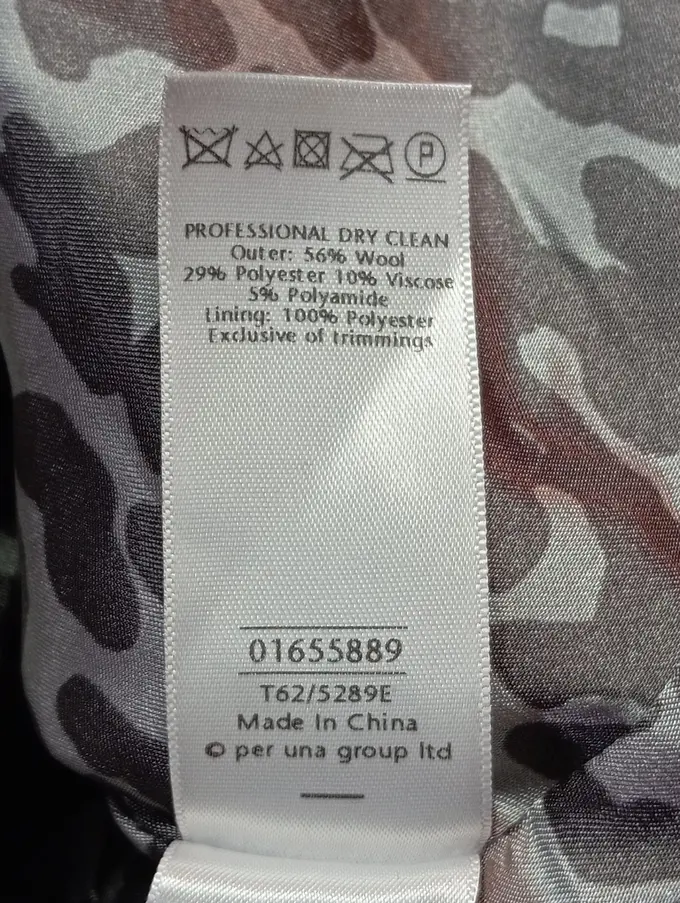 P
PROFESSIONAL DRY CLEAN
Outer: 56% Wool
29% Polyester 10% Viscose
5% Polyamide
Lining: 100% Polyester
Exclusive of trimmings
01655889
T62/5289E
Made In China
© per una group ltd